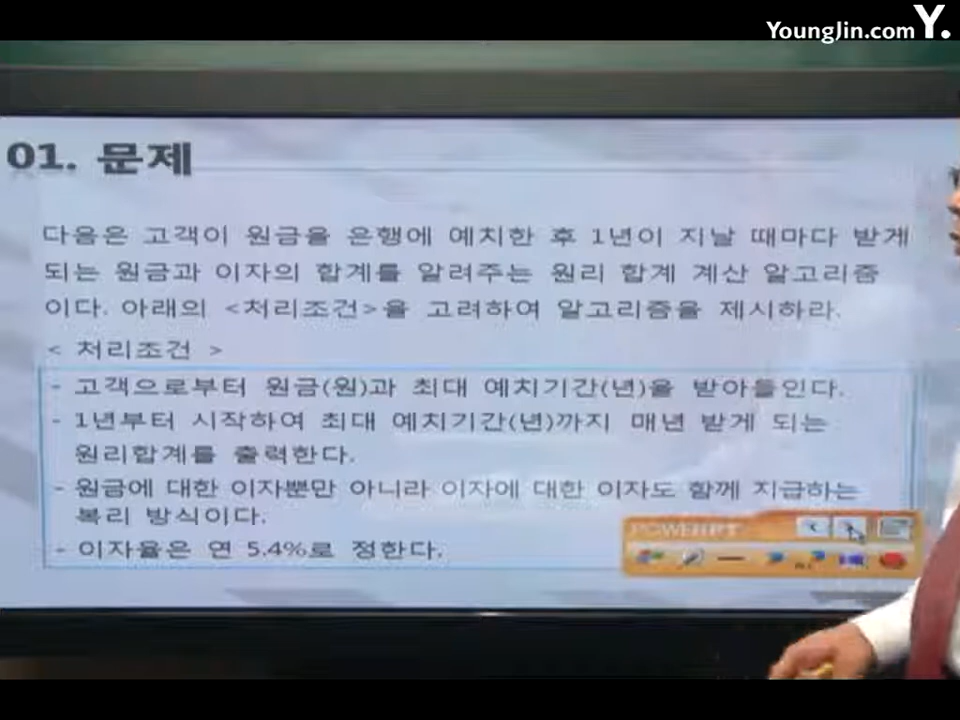 YoungJin.com Y.
01. 문제
다음은 고객이 원금을 은행에 예치한 후 1년이 지날 때마다 받게
되는 원금과 이자의 합계를 알려주는 원리 합계 계산 알고리즘
이다. 아래의 <처리조건>을 고려하여 알고리즘을 제시하라.
< 처리조건 >
- 고객으로부터 원금(원)과 최대 예치기간(년)을 받아들인다.
- 1년부터 시작하여 최대 예치기간(년)까지 매년 받게 되는
원리합계를 출력한다.
- 원금에 대한 이자뿐만 아니라 이자에 대한 이자도 함께 지급하는
복리 방식이다.
- 이자율은 연 5.4%로 정한다.
POWERPT